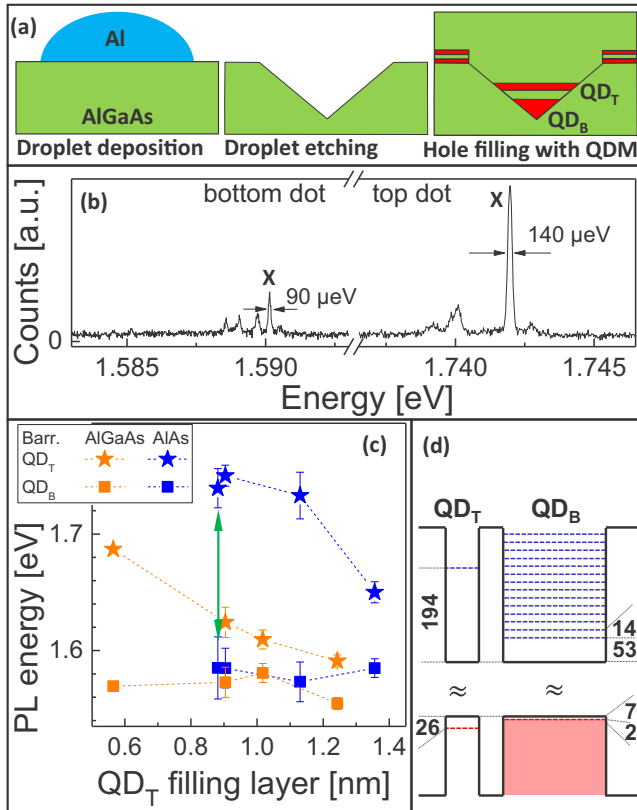 (a)
Al
AlGaAs
QD_T
QD_B
Droplet deposition
Droplet etching
Hole filling with QDM
(b)
bottom dot
top dot
X
140 µeV
X
90 µeV
Counts [a.u.]
0
1.585
1.590
1.740
1.745
Energy [eV]
Barr. AlGaAs AlAs
QD_T
QD_B
(c)
PL energy [eV]
1.7
1.6
0.6 0.8 1.0 1.2 1.4
QD_T filling layer [nm]
(d)
QD_T QD_B
194
14
53
≈ ≈
7
26
2